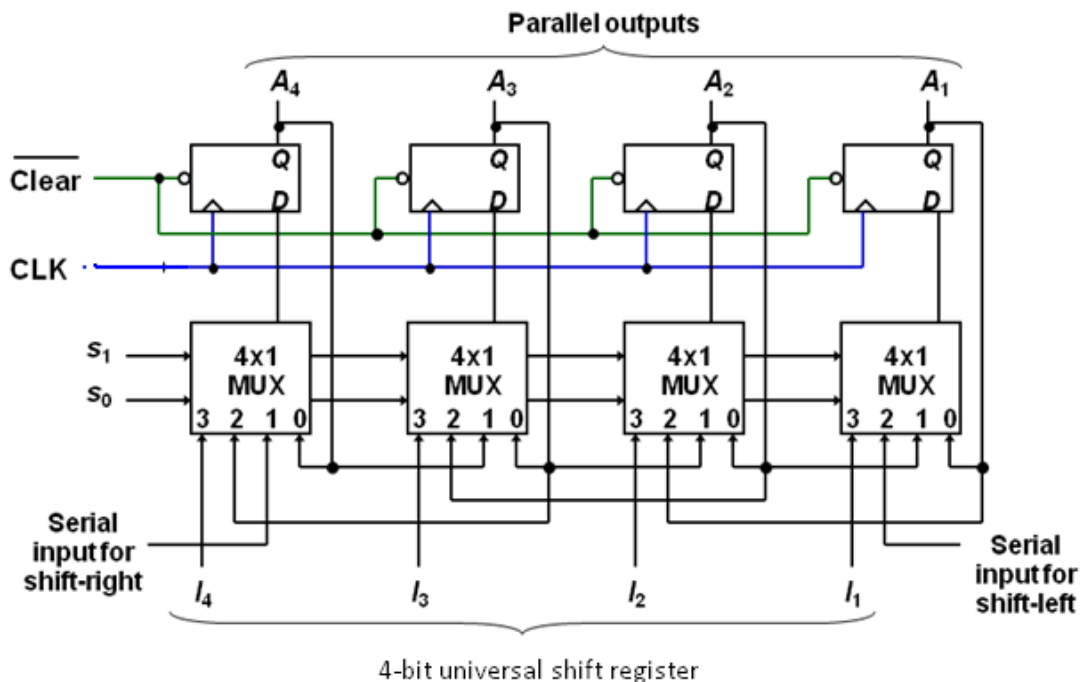 Parallel outputs
A₄ A₃ A₂ A₁
Q Q Q Q
Clear
D D D D
CLK
s₁ 4x1 4x1 4x1 4x1
s₀ MUX MUX MUX MUX
3 2 1 0 3 2 1 0 3 2 1 0 3 2 1 0
Serial
input for
shift-right
I₄ I₃ I₂ I₁
Serial
input for
shift-left
4-bit universal shift register